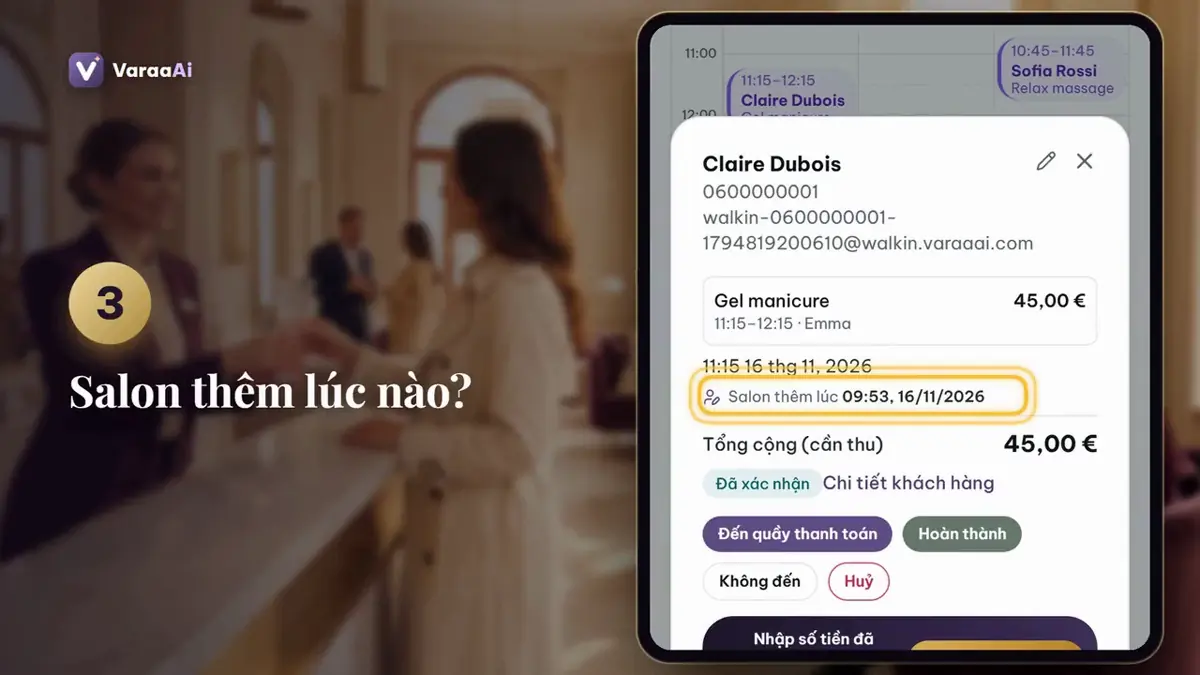 VaraaAi
3
Salon thêm lúc nào?
11:00
10:45–11:45
Sofia Rossi
Relax massage
11:15–12:15
Claire Dubois
Gel manicure
12:00
Claire Dubois
0600000001
walkin-0600000001-
1794819200610@walkin.varaaai.com
Gel manicure 45,00 €
11:15–12:15 · Emma
11:15 16 thg 11, 2026
Salon thêm lúc 09:53, 16/11/2026
Tổng cộng (cần thu) 45,00 €
Đã xác nhận Chi tiết khách hàng
Đến quầy thanh toán Hoàn thành
Không đến Huỷ
Nhập số tiền đã